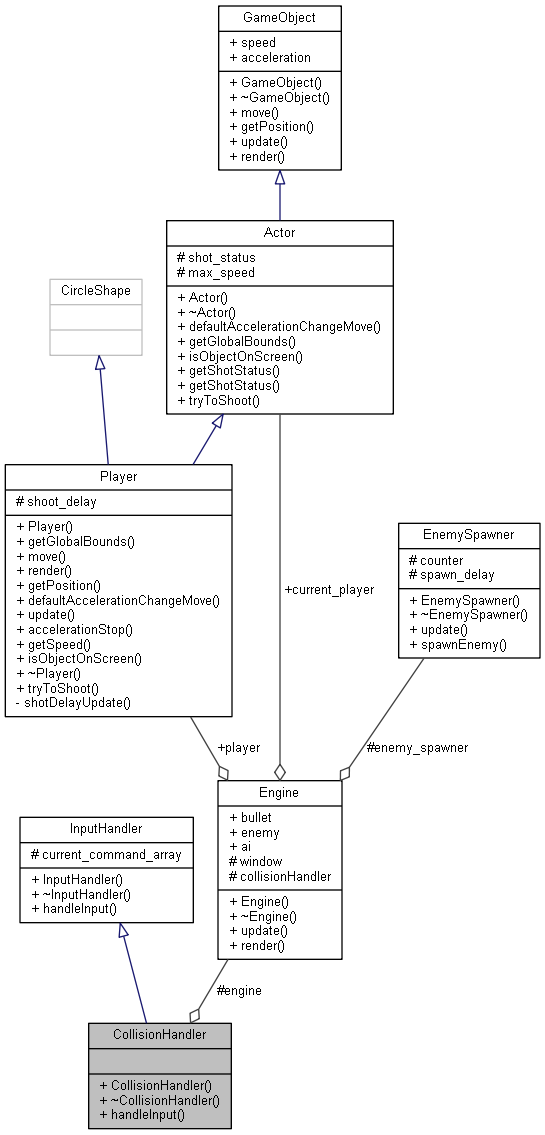 GameObject
+ speed
+ acceleration
+ GameObject()
+ ~GameObject()
+ move()
+ getPosition()
+ update()
+ render()
Actor
# shot_status
# max_speed
+ Actor()
+ ~Actor()
+ defaultAccelerationChangeMove()
+ getGlobalBounds()
+ isObjectOnScreen()
+ getShotStatus()
+ getShotStatus()
+ tryToShoot()
CircleShape
Player
# shoot_delay
+ Player()
+ getGlobalBounds()
+ move()
+ render()
+ getPosition()
+ defaultAccelerationChangeMove()
+ update()
+ accelerationStop()
+ getSpeed()
+ isObjectOnScreen()
+ ~Player()
+ tryToShoot()
- shotDelayUpdate()
+current_player
EnemySpawner
# counter
# spawn_delay
+ EnemySpawner()
+ ~EnemySpawner()
+ update()
+ spawnEnemy()
+player
#enemy_spawner
Engine
+ bullet
+ enemy
+ ai
# window
# collisionHandler
+ Engine()
+ ~Engine()
+ update()
+ render()
InputHandler
# current_command_array
+ InputHandler()
+ ~InputHandler()
+ handleInput()
#engine
CollisionHandler
+ CollisionHandler()
+ ~CollisionHandler()
+ handleInput()